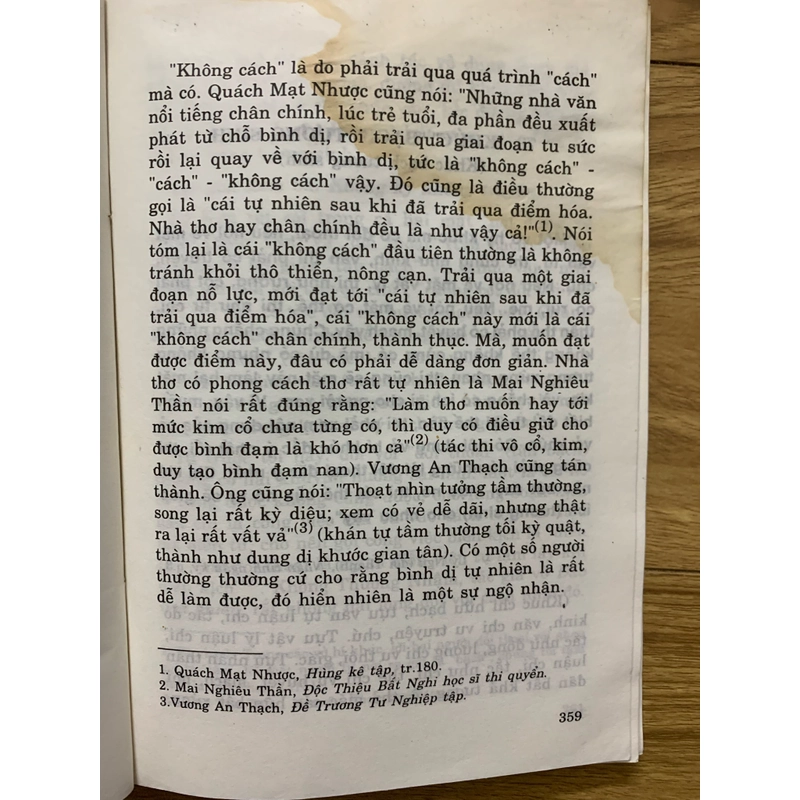 "Không cách" là do phải trải qua quá trình "cách"
mà có. Quách Mạt Nhược cũng nói: "Những nhà văn
nổi tiếng chân chính, lúc trẻ tuổi, đa phần đều xuất
phát từ chỗ bình dị, rồi trải qua giai đoạn tu sức
rồi lại quay về với bình dị, tức là "không cách" -
"cách" - "không cách" vậy. Đó cũng là điều thường
gọi là "cái tự nhiên sau khi đã trải qua điểm hóa.
Nhà thơ hay chân chính đều là như vậy cả!"(1). Nói
tóm lại là cái "không cách" đầu tiên thường là không
tránh khỏi thô thiển, nông cạn. Trải qua một giai
đoạn nỗ lực, mới đạt tới "cái tự nhiên sau khi đã
trải qua điểm hóa", cái "không cách" này mới là cái
"không cách" chân chính, thành thục. Mà, muốn đạt
được điểm này, đâu có phải dễ dàng đơn giản. Nhà
thơ có phong cách thơ rất tự nhiên là Mai Nghiêu
Thần nói rất đúng rằng: "Làm thơ muốn hay tới
mức kim cổ chưa từng có, thì duy có điều giữ cho
được bình đạm là khó hơn cả"(2) (tác thi vô cổ, kim,
duy tạo bình đạm nan). Vương An Thạch cũng tán
thành. Ông cũng nói: "Thoạt nhìn tưởng tầm thường,
song lại rất kỳ diệu; xem có vẻ dễ dãi, nhưng thật
ra lại rất vất vả"(3) (khán tự tầm thường tối kỳ quật,
thành như dung dị khước gian tân). Có một số người
thường thường cứ cho rằng bình dị tự nhiên là rất
dễ làm được, đó hiển nhiên là một sự ngộ nhận.
1. Quách Mạt Nhược, Hùng kê tập, tr.180.
2. Mai Nghiêu Thần, Độc Thiệu Bất Nghi học sĩ thi quyển.
3.Vương An Thạch, Đề Trương Tư Nghiệp tập.
359